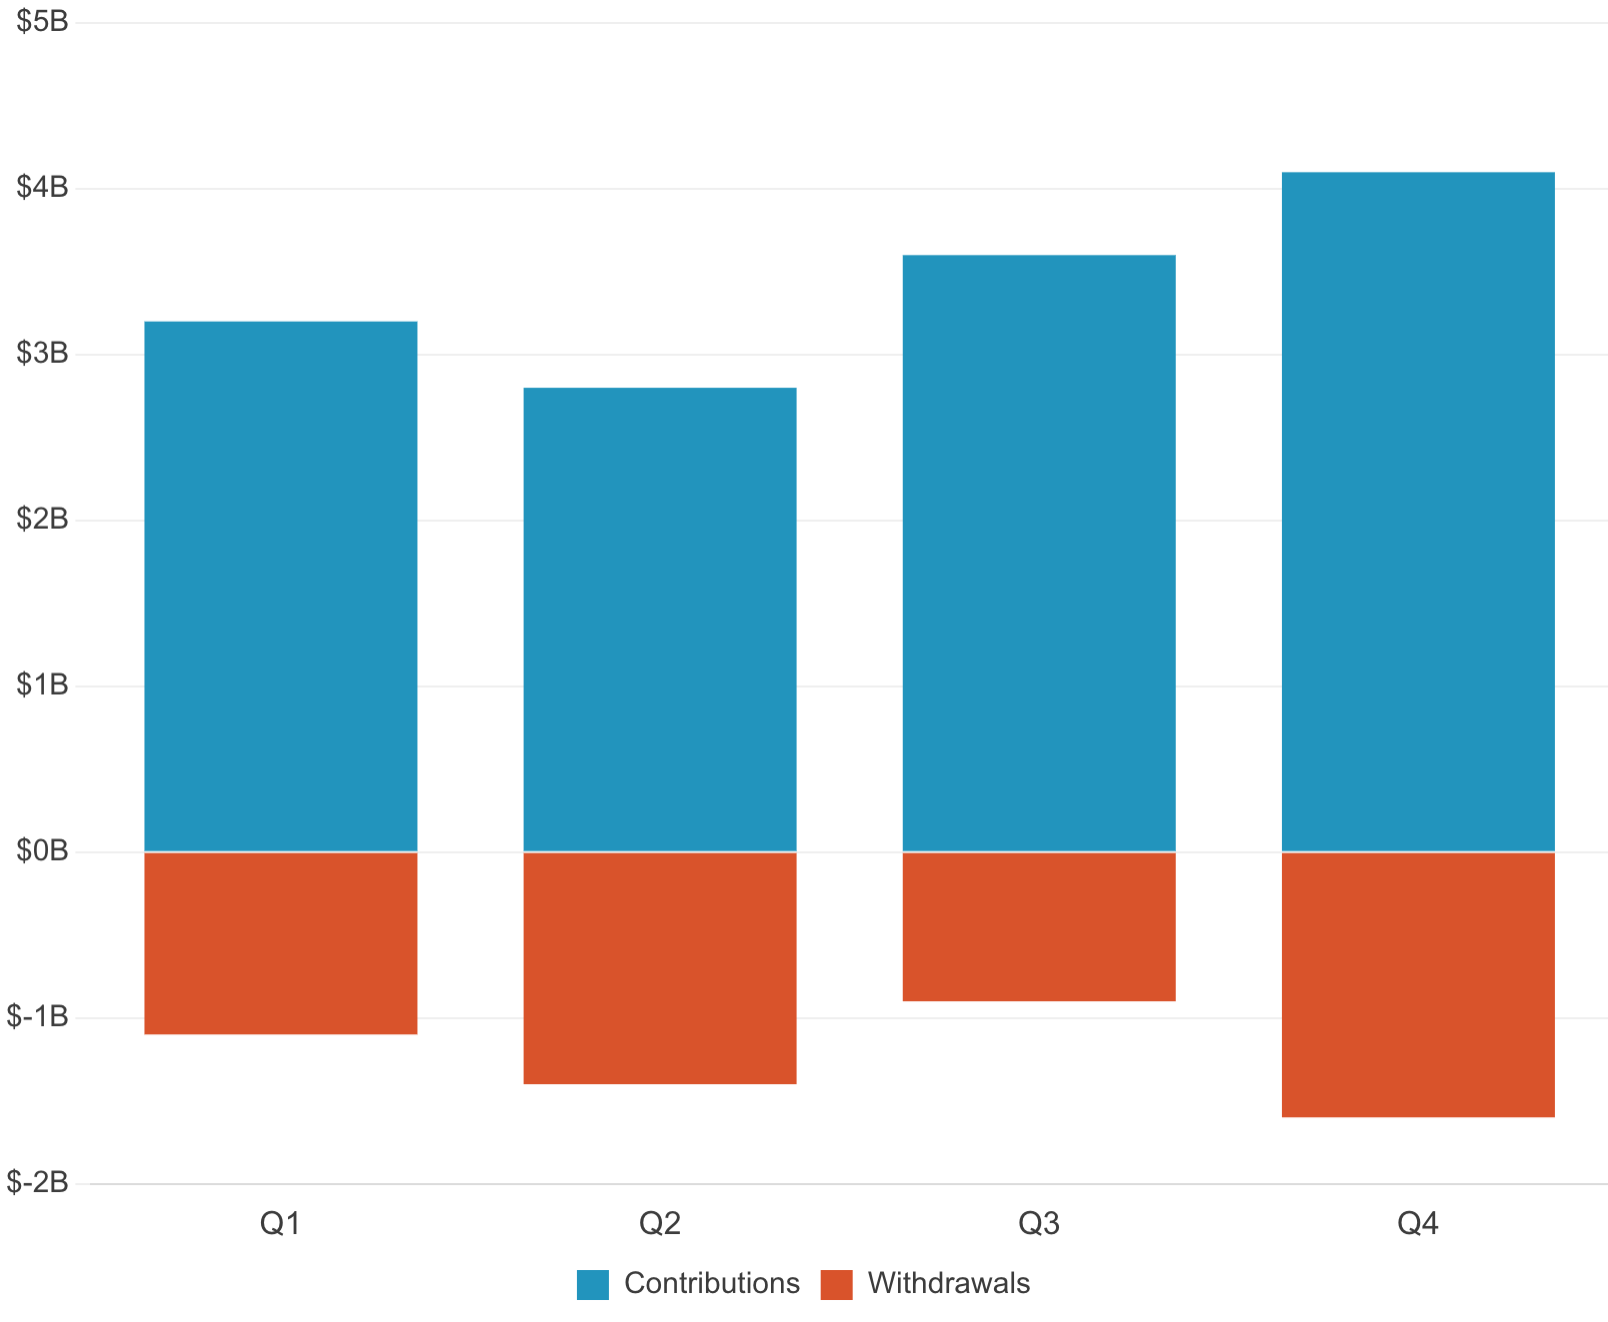 $5B
$4B
$3B
$2B
$1B
$0B
$-1B
$-2B
Q1 Q2 Q3 Q4
Contributions Withdrawals